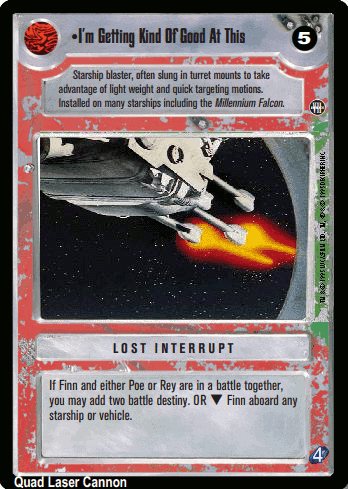 •I'm Getting Kind Of Good At This
5
Starship blaster, often slung in turret mounts to take
advantage of light weight and quick targeting motions.
Installed on many starships including the Millennium Falcon.
LOST INTERRUPT
If Finn and either Poe or Rey are in a battle together,
you may add two battle destiny. OR ▼ Finn aboard any
starship or vehicle.
4
Quad Laser Cannon